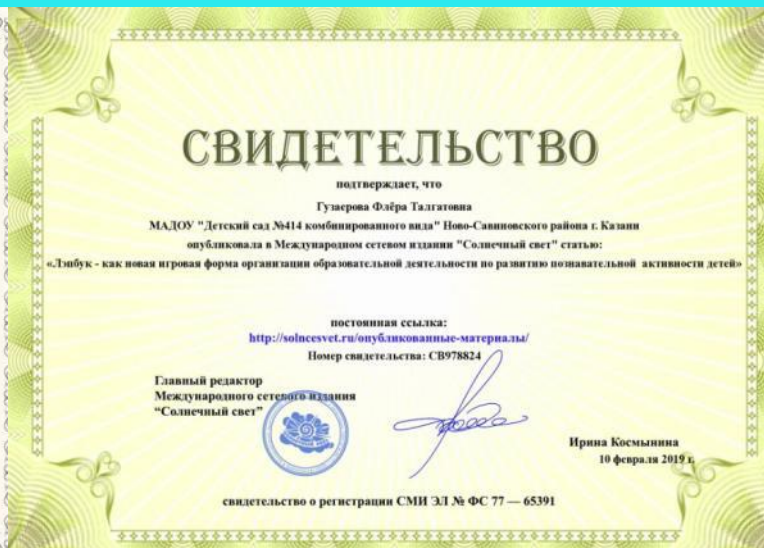 СВИДЕТЕЛЬСТВО
подтверждает, что
Гузаерова Флёра Талгатовна
МАДОУ "Детский сад №414 комбинированного вида" Ново-Савиновского района г. Казани
опубликовала в Международном сетевом издании "Солнечный свет" статью:
«Лэпбук - как новая игровая форма организации образовательной деятельности по развитию познавательной активности детей»
постоянная ссылка:
http://solncesvet.ru/опубликованные-материалы/
Номер свидетельства: СВ978824
Главный редактор
Международного сетевого издания
“Солнечный свет”
Ирина Космынина
10 февраля 2019 г.
свидетельство о регистрации СМИ ЭЛ № ФС 77 — 65391